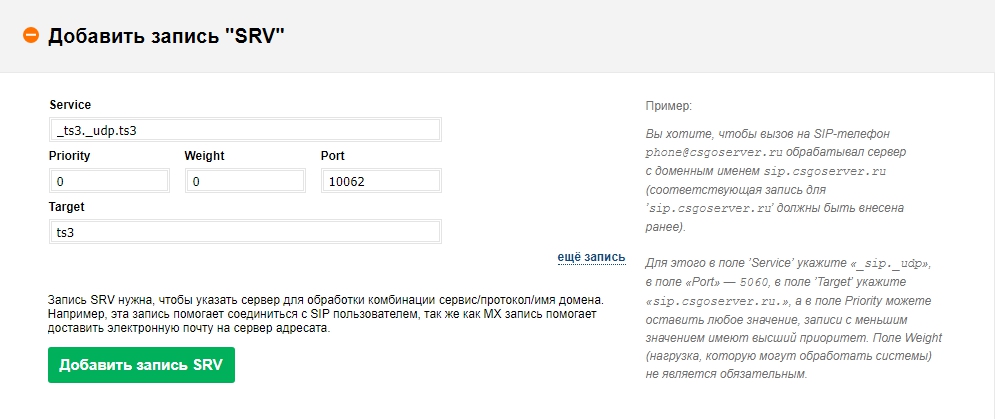 Добавить запись "SRV"
Service
_ts3._udp.ts3
Priority Weight Port
0 0 10062
Target
ts3
ещё запись
Запись SRV нужна, чтобы указать сервер для обработки комбинации сервис/протокол/имя домена.
Например, эта запись помогает соединиться с SIP пользователем, так же как MX запись помогает
доставить электронную почту на сервер адресата.
Добавить запись SRV
Пример:
Вы хотите, чтобы вызов на SIP-телефон
phone@csgoserver.ru обрабатывал сервер
с доменным именем sip.csgoserver.ru
(соответствующая запись для
'sip.csgoserver.ru' должны быть внесена
ранее).
Для этого в поле 'Service' укажите «_sip._udp»,
в поле «Port» — 5060, в поле 'Target' укажите
«sip.csgoserver.ru.», а в поле Priority можете
оставить любое значение, записи с меньшим
значением имеют высший приоритет. Поле Weight
(нагрузка, которую могут обработать системы)
не является обязательным.